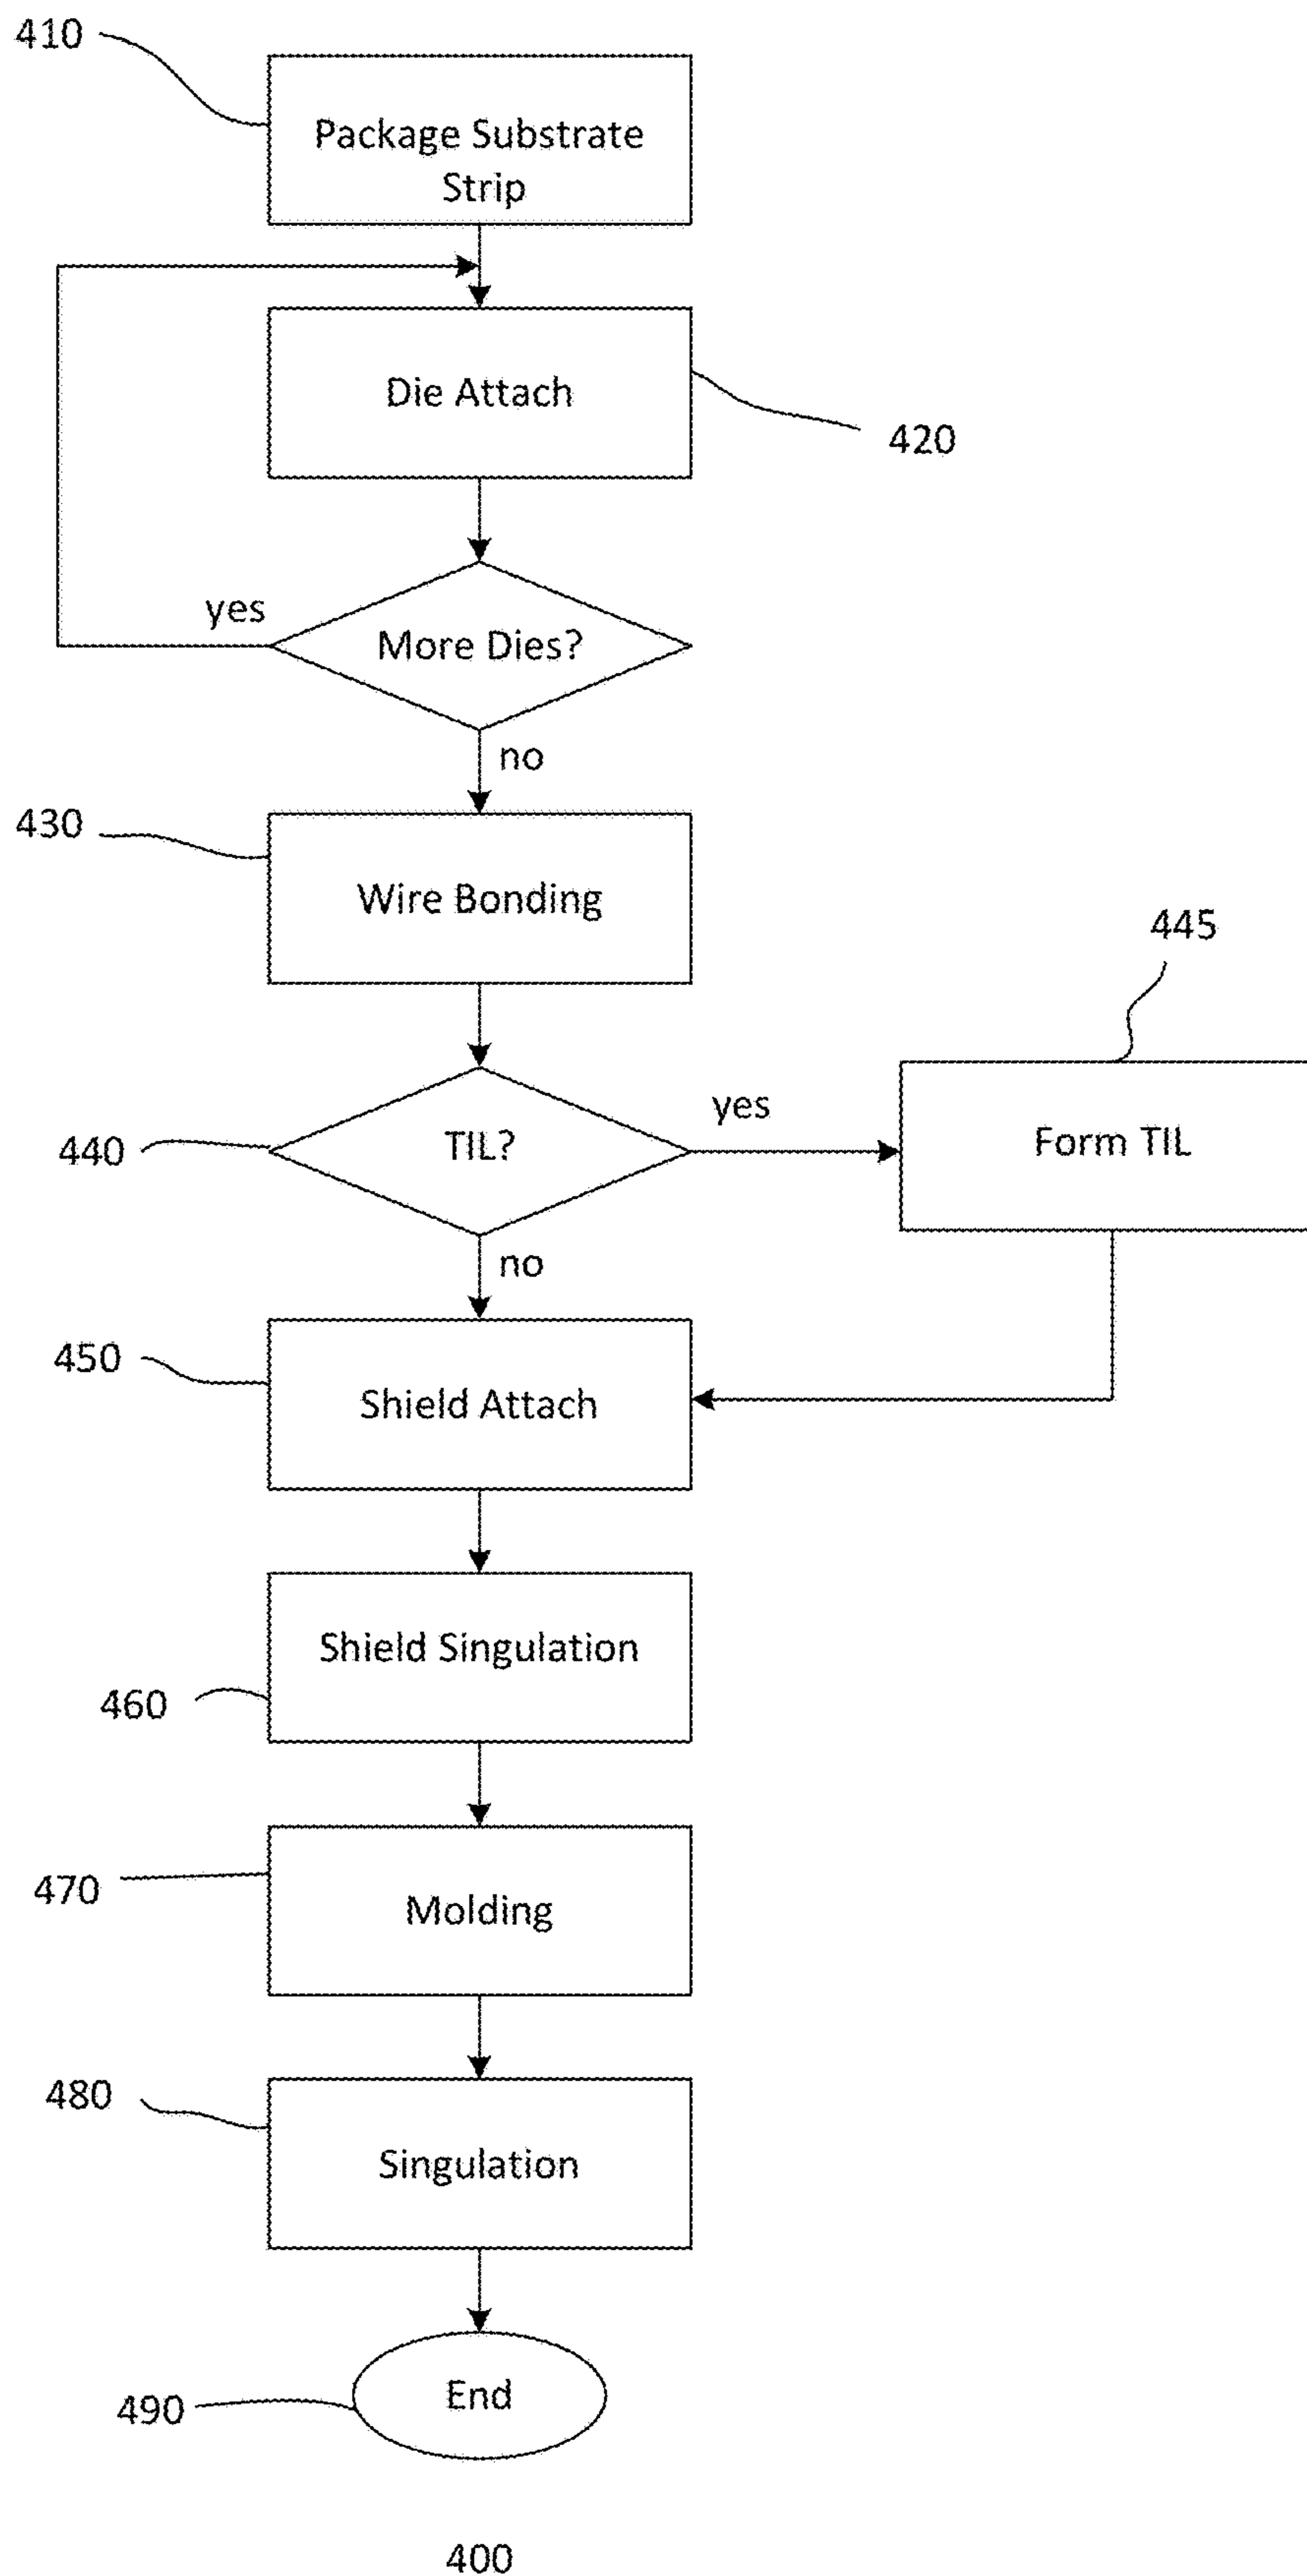 410
Package Substrate
Strip
Die Attach
420
yes
More Dies?
no
430
Wire Bonding
445
yes
Form TIL
440
TIL?
no
450
Shield Attach
Shield Singulation
460
470
Molding
480
Singulation
End
490
400